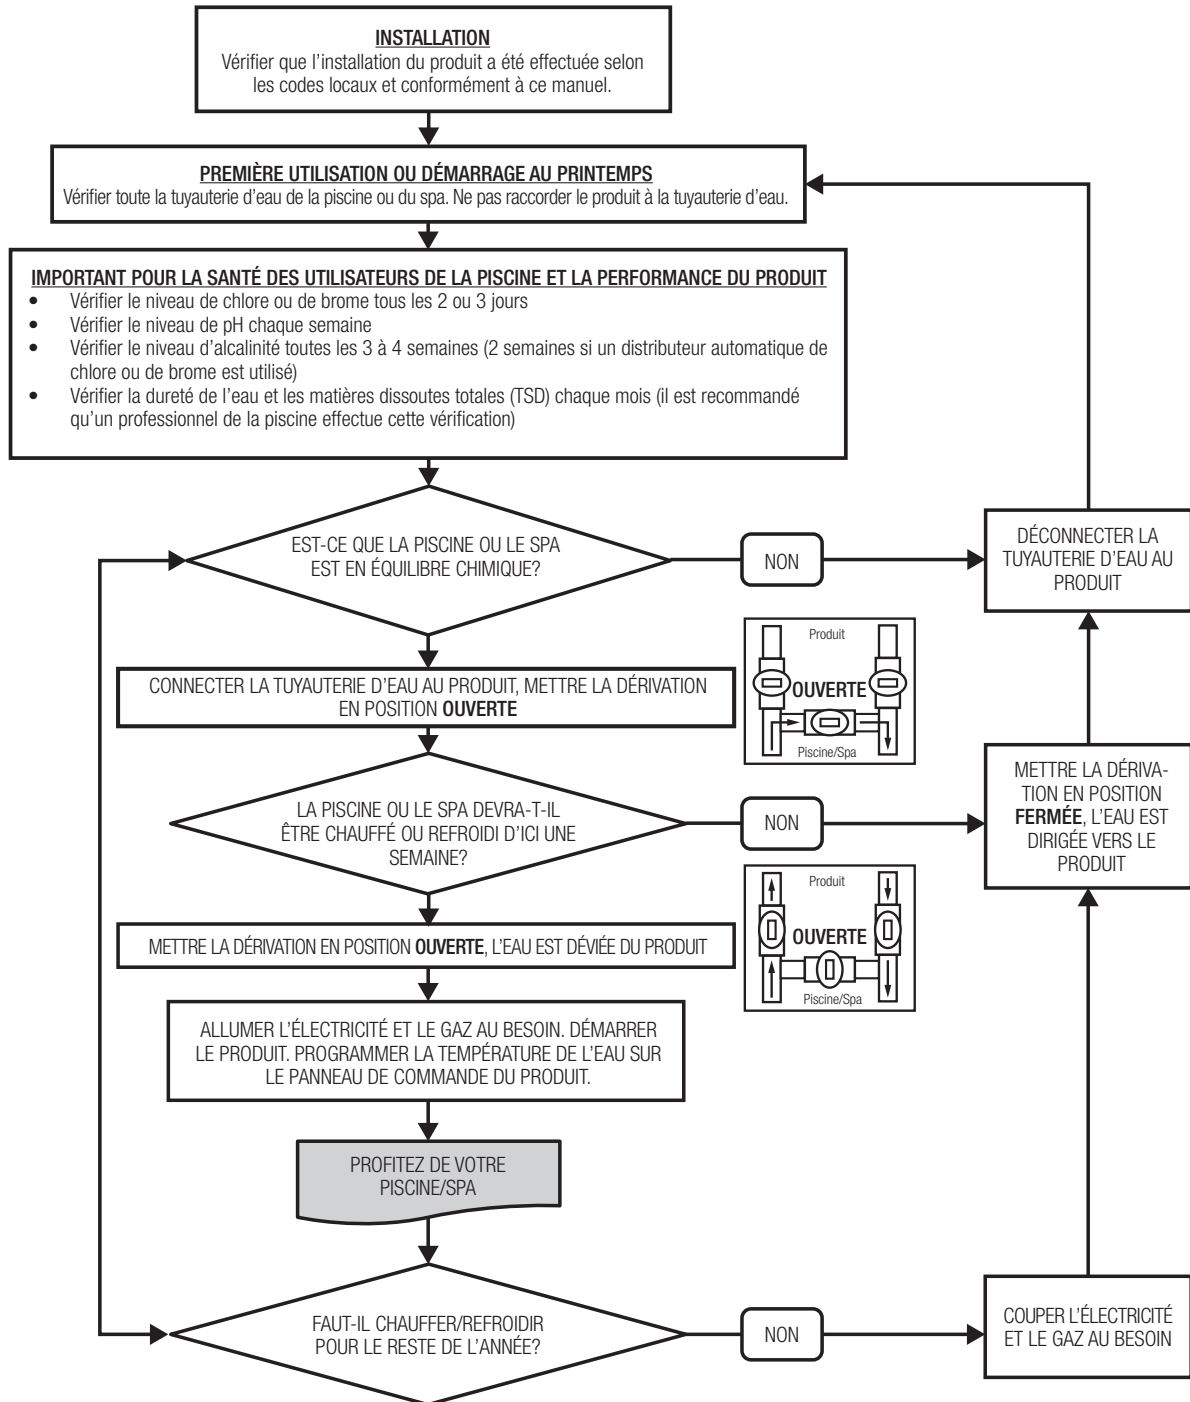 INSTALLATION
Vérifier que l'installation du produit a été effectuée selon
les codes locaux et conformément à ce manuel.
PREMIÈRE UTILISATION OU DÉMARRAGE AU PRINTEMPS
Vérifier toute la tuyauterie d'eau de la piscine ou du spa. Ne pas raccorder le produit à la tuyauterie d'eau.
IMPORTANT POUR LA SANTÉ DES UTILISATEURS DE LA PISCINE ET LA PERFORMANCE DU PRODUIT
• Vérifier le niveau de chlore ou de brome tous les 2 ou 3 jours
• Vérifier le niveau de pH chaque semaine
• Vérifier le niveau d'alcalinité toutes les 3 à 4 semaines (2 semaines si un distributeur automatique de
chlore ou de brome est utilisé)
• Vérifier la dureté de l'eau et les matières dissoutes totales (TSD) chaque mois (il est recommandé
qu'un professionnel de la piscine effectue cette vérification)
EST-CE QUE LA PISCINE OU LE SPA
EST EN ÉQUILIBRE CHIMIQUE?
NON
DÉCONNECTER LA
TUYAUTERIE D'EAU AU
PRODUIT
CONNECTER LA TUYAUTERIE D'EAU AU PRODUIT, METTRE LA DÉRIVATION
EN POSITION OUVERTE
Produit
OUVERTE
Piscine/Spa
LA PISCINE OU LE SPA DEVRA-T-IL
ÊTRE CHAUFFÉ OU REFROIDI D'ICI UNE
SEMAINE?
NON
METTRE LA DÉRIVA-
TION EN POSITION
FERMÉE, L'EAU EST
DIRIGÉE VERS LE
PRODUIT
METTRE LA DÉRIVATION EN POSITION OUVERTE, L'EAU EST DÉVIÉE DU PRODUIT
Produit
OUVERTE
Piscine/Spa
ALLUMER L'ÉLECTRICITÉ ET LE GAZ AU BESOIN. DÉMARRER
LE PRODUIT. PROGRAMMER LA TEMPÉRATURE DE L'EAU SUR
LE PANNEAU DE COMMANDE DU PRODUIT.
PROFITEZ DE VOTRE
PISCINE/SPA
FAUT-IL CHAUFFER/REFROIDIR
POUR LE RESTE DE L'ANNÉE?
NON
COUPER L'ÉLECTRICITÉ
ET LE GAZ AU BESOIN